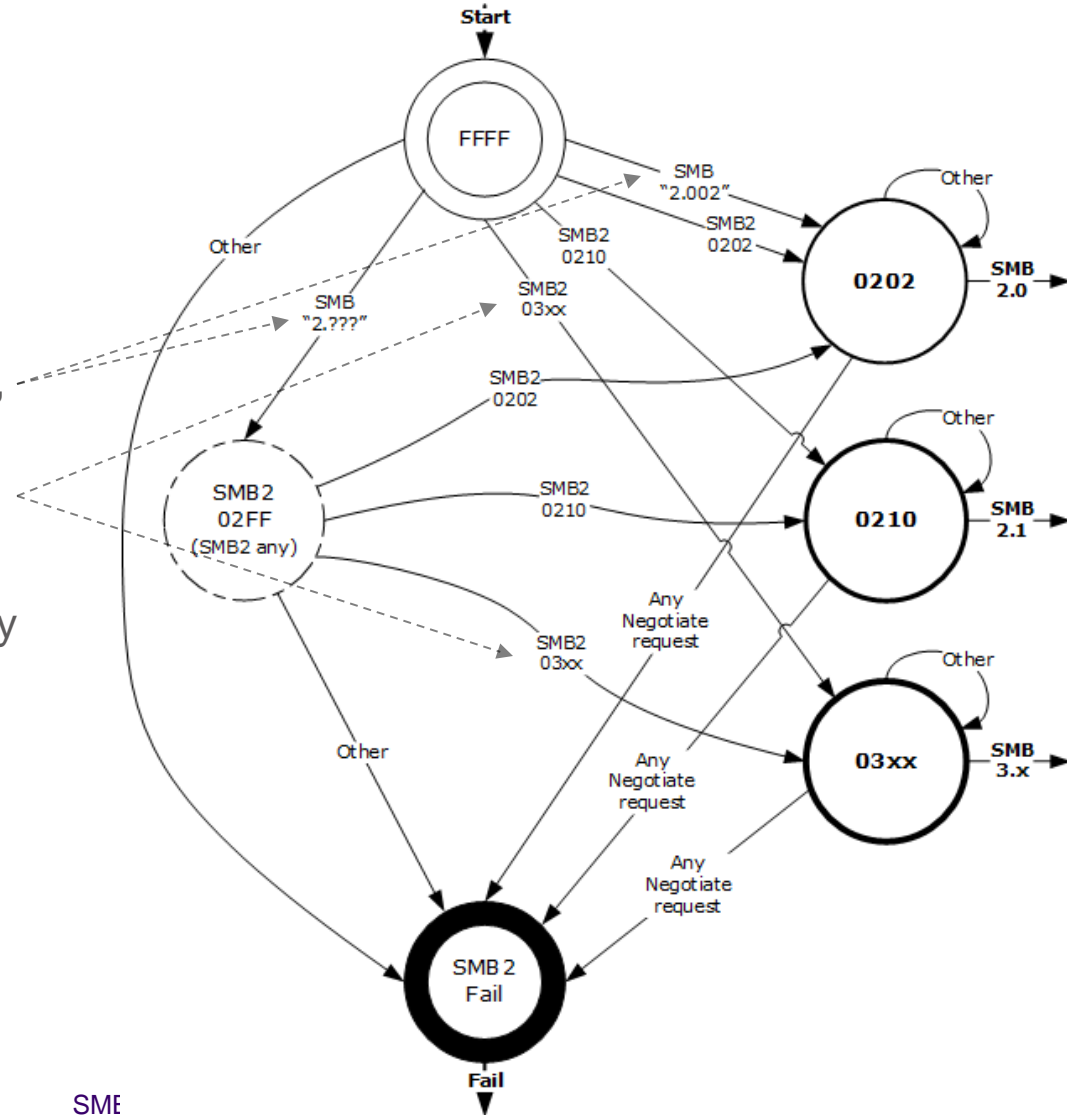 Start
FFFF
SMB
“2.002”
Other
SMB2
0202
SMB2
0210
Other
0202
SMB
2.0
SMB2
03xx
SMB
“2.???”
SMB2
0202
Other
SMB2
02FF
(SMB2 any)
SMB2
0210
0210
SMB
2.1
Any
Negotiate
request
y
SMB2
03xx
Other
Other
03xx
SMB
3.x
Any
Negotiate
request
Any
Negotiate
request
SMB2
Fail
Fail